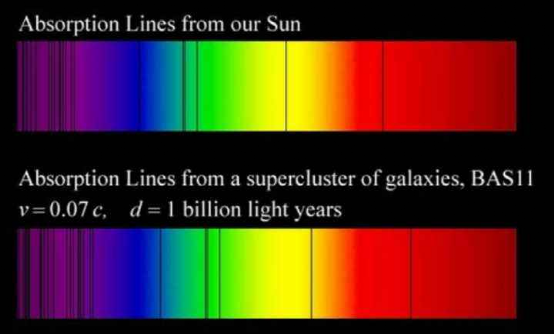 Absorption Lines from our Sun
Absorption Lines from a supercluster of galaxies, BAS11
v = 0.07 c, d = 1 billion light years